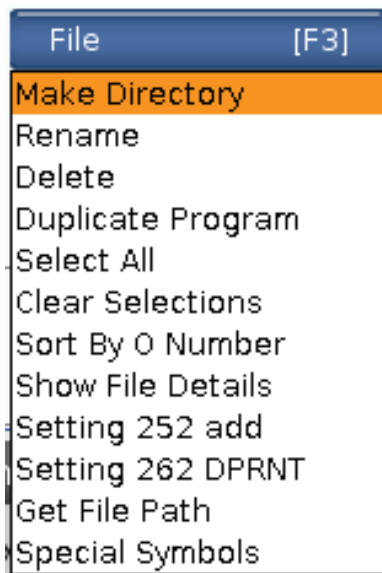 File [F3]
Make Directory
Rename
Delete
Duplicate Program
Select All
Clear Selections
Sort By O Number
Show File Details
Setting 252 add
Setting 262 DPRNT
Get File Path
Special Symbols